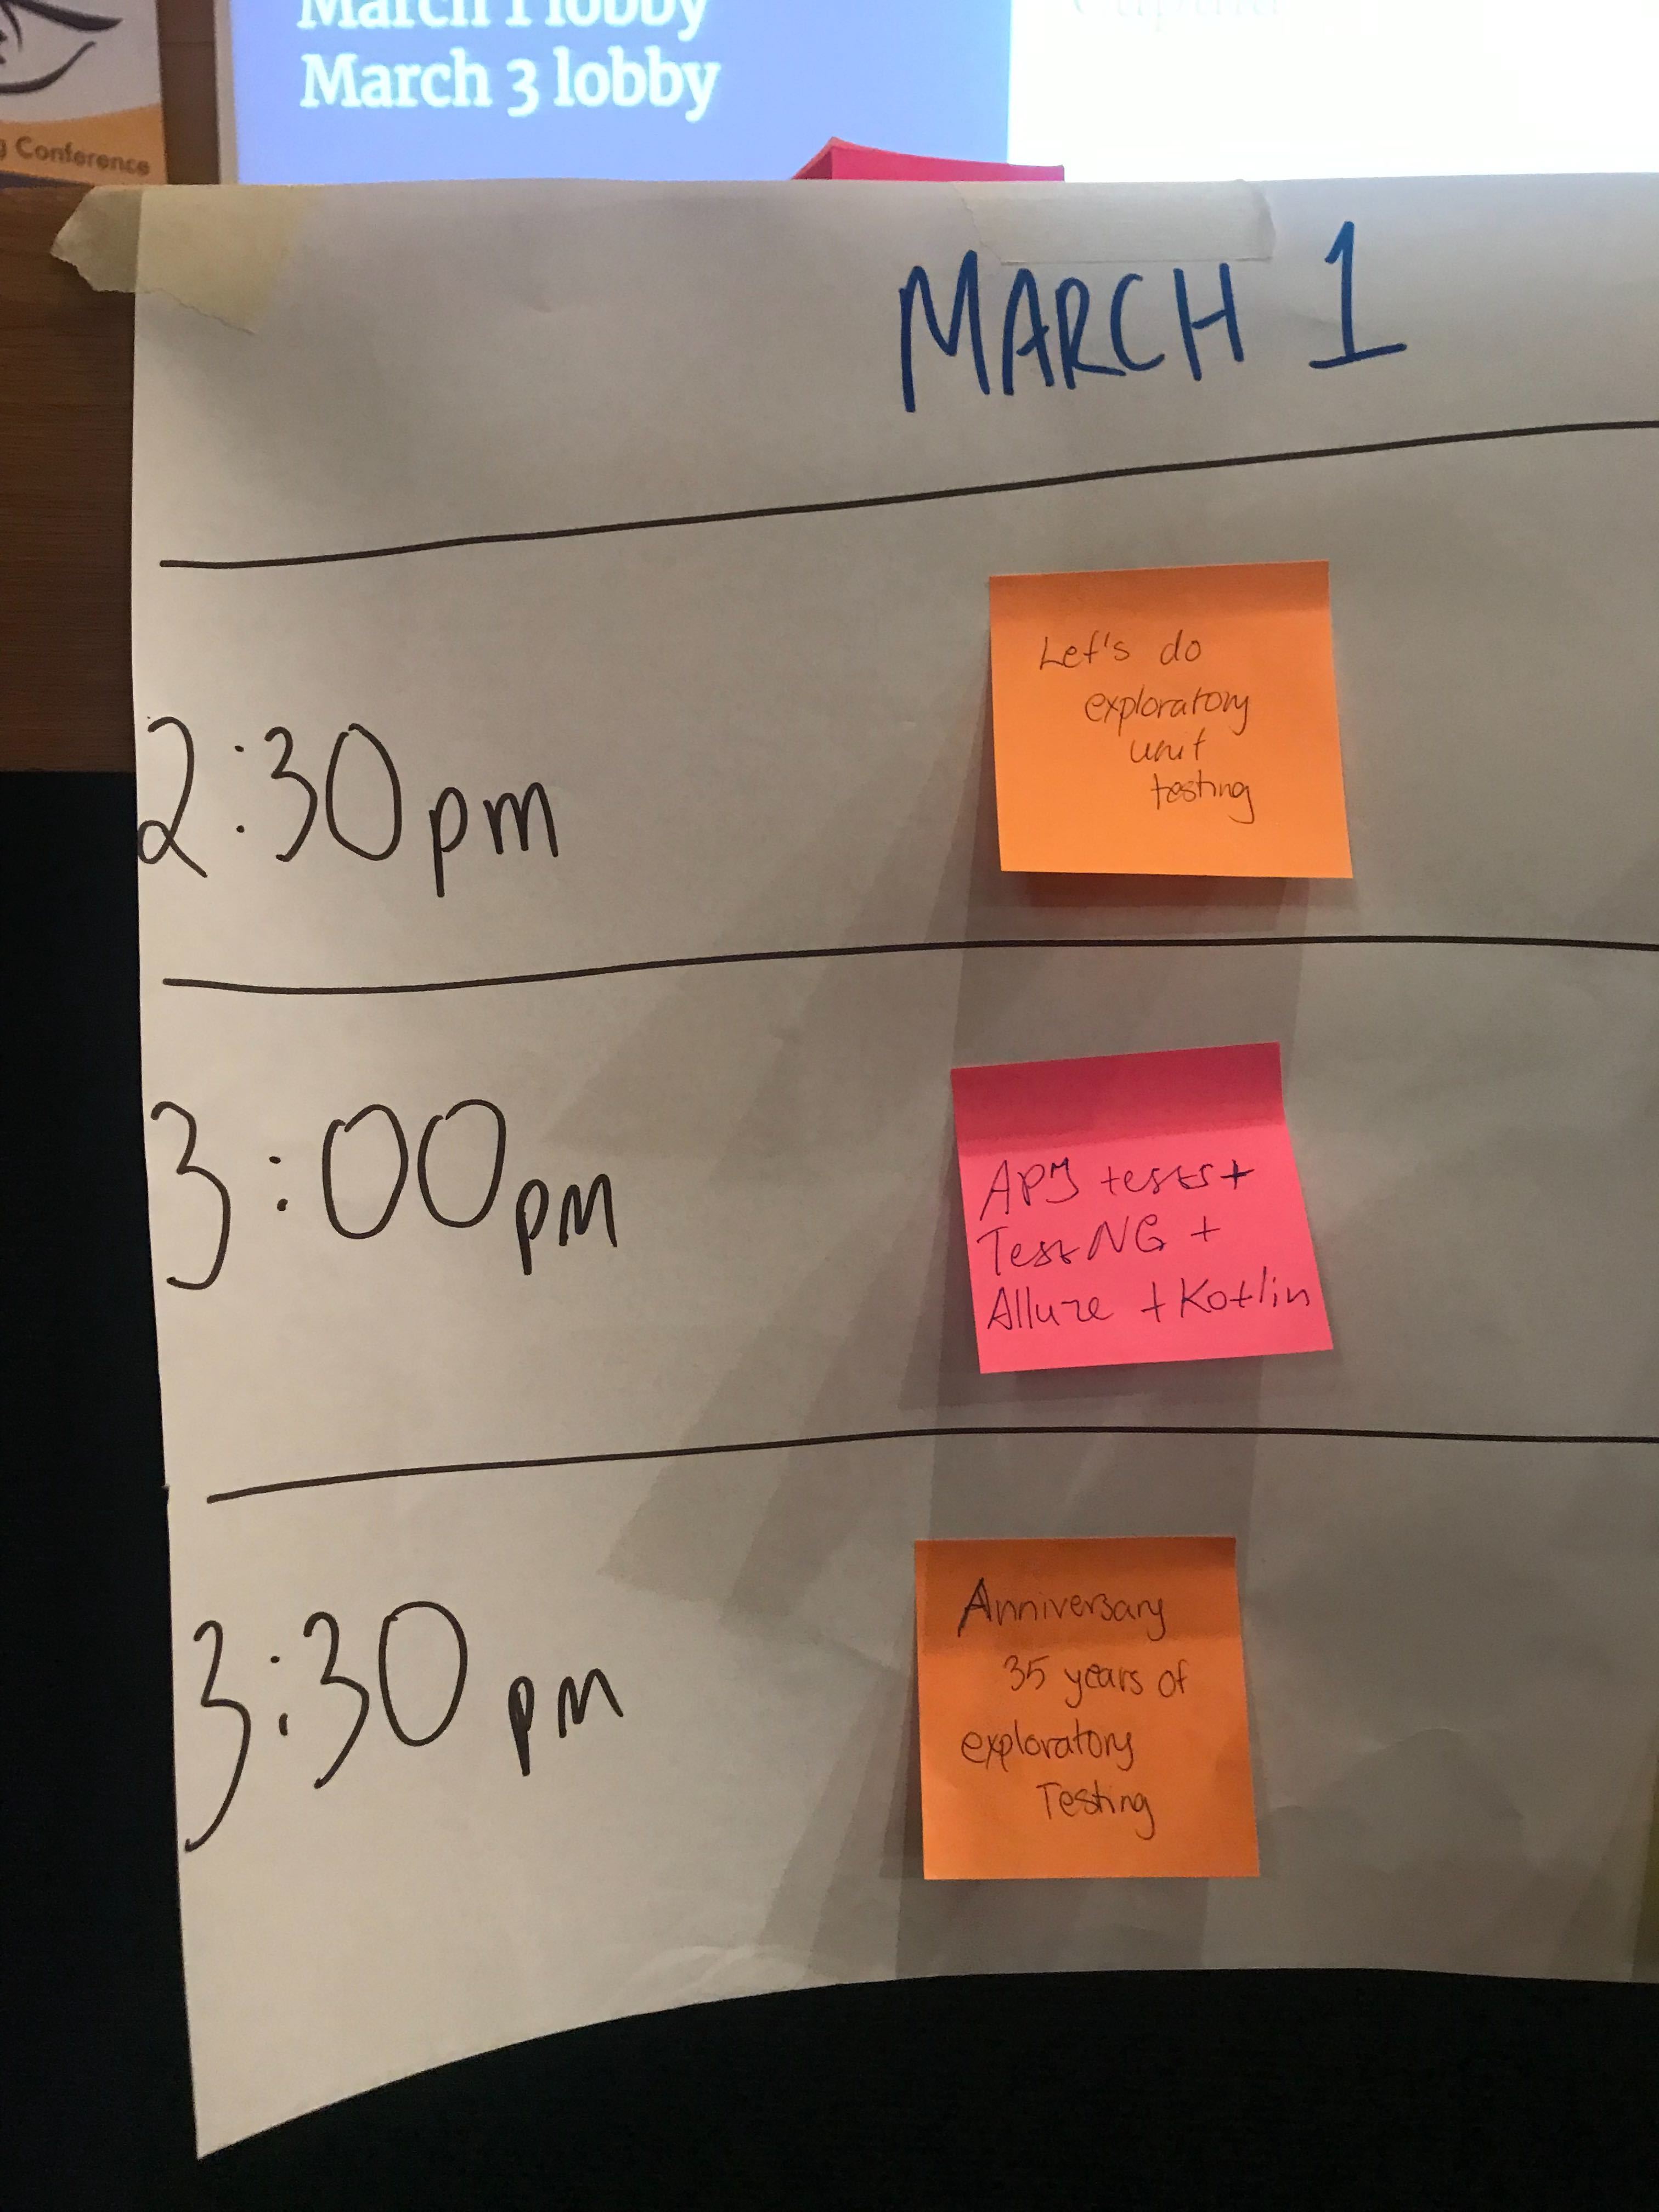 March 1 lobby
March 3 lobby
Conference
MARCH 1
2:30pm
Let's do
exploratory
unit
testing
3:00pm
API tests +
TestNG +
Allure + Kotlin
3:30pm
Anniversary
35 years of
exploratory
Testing